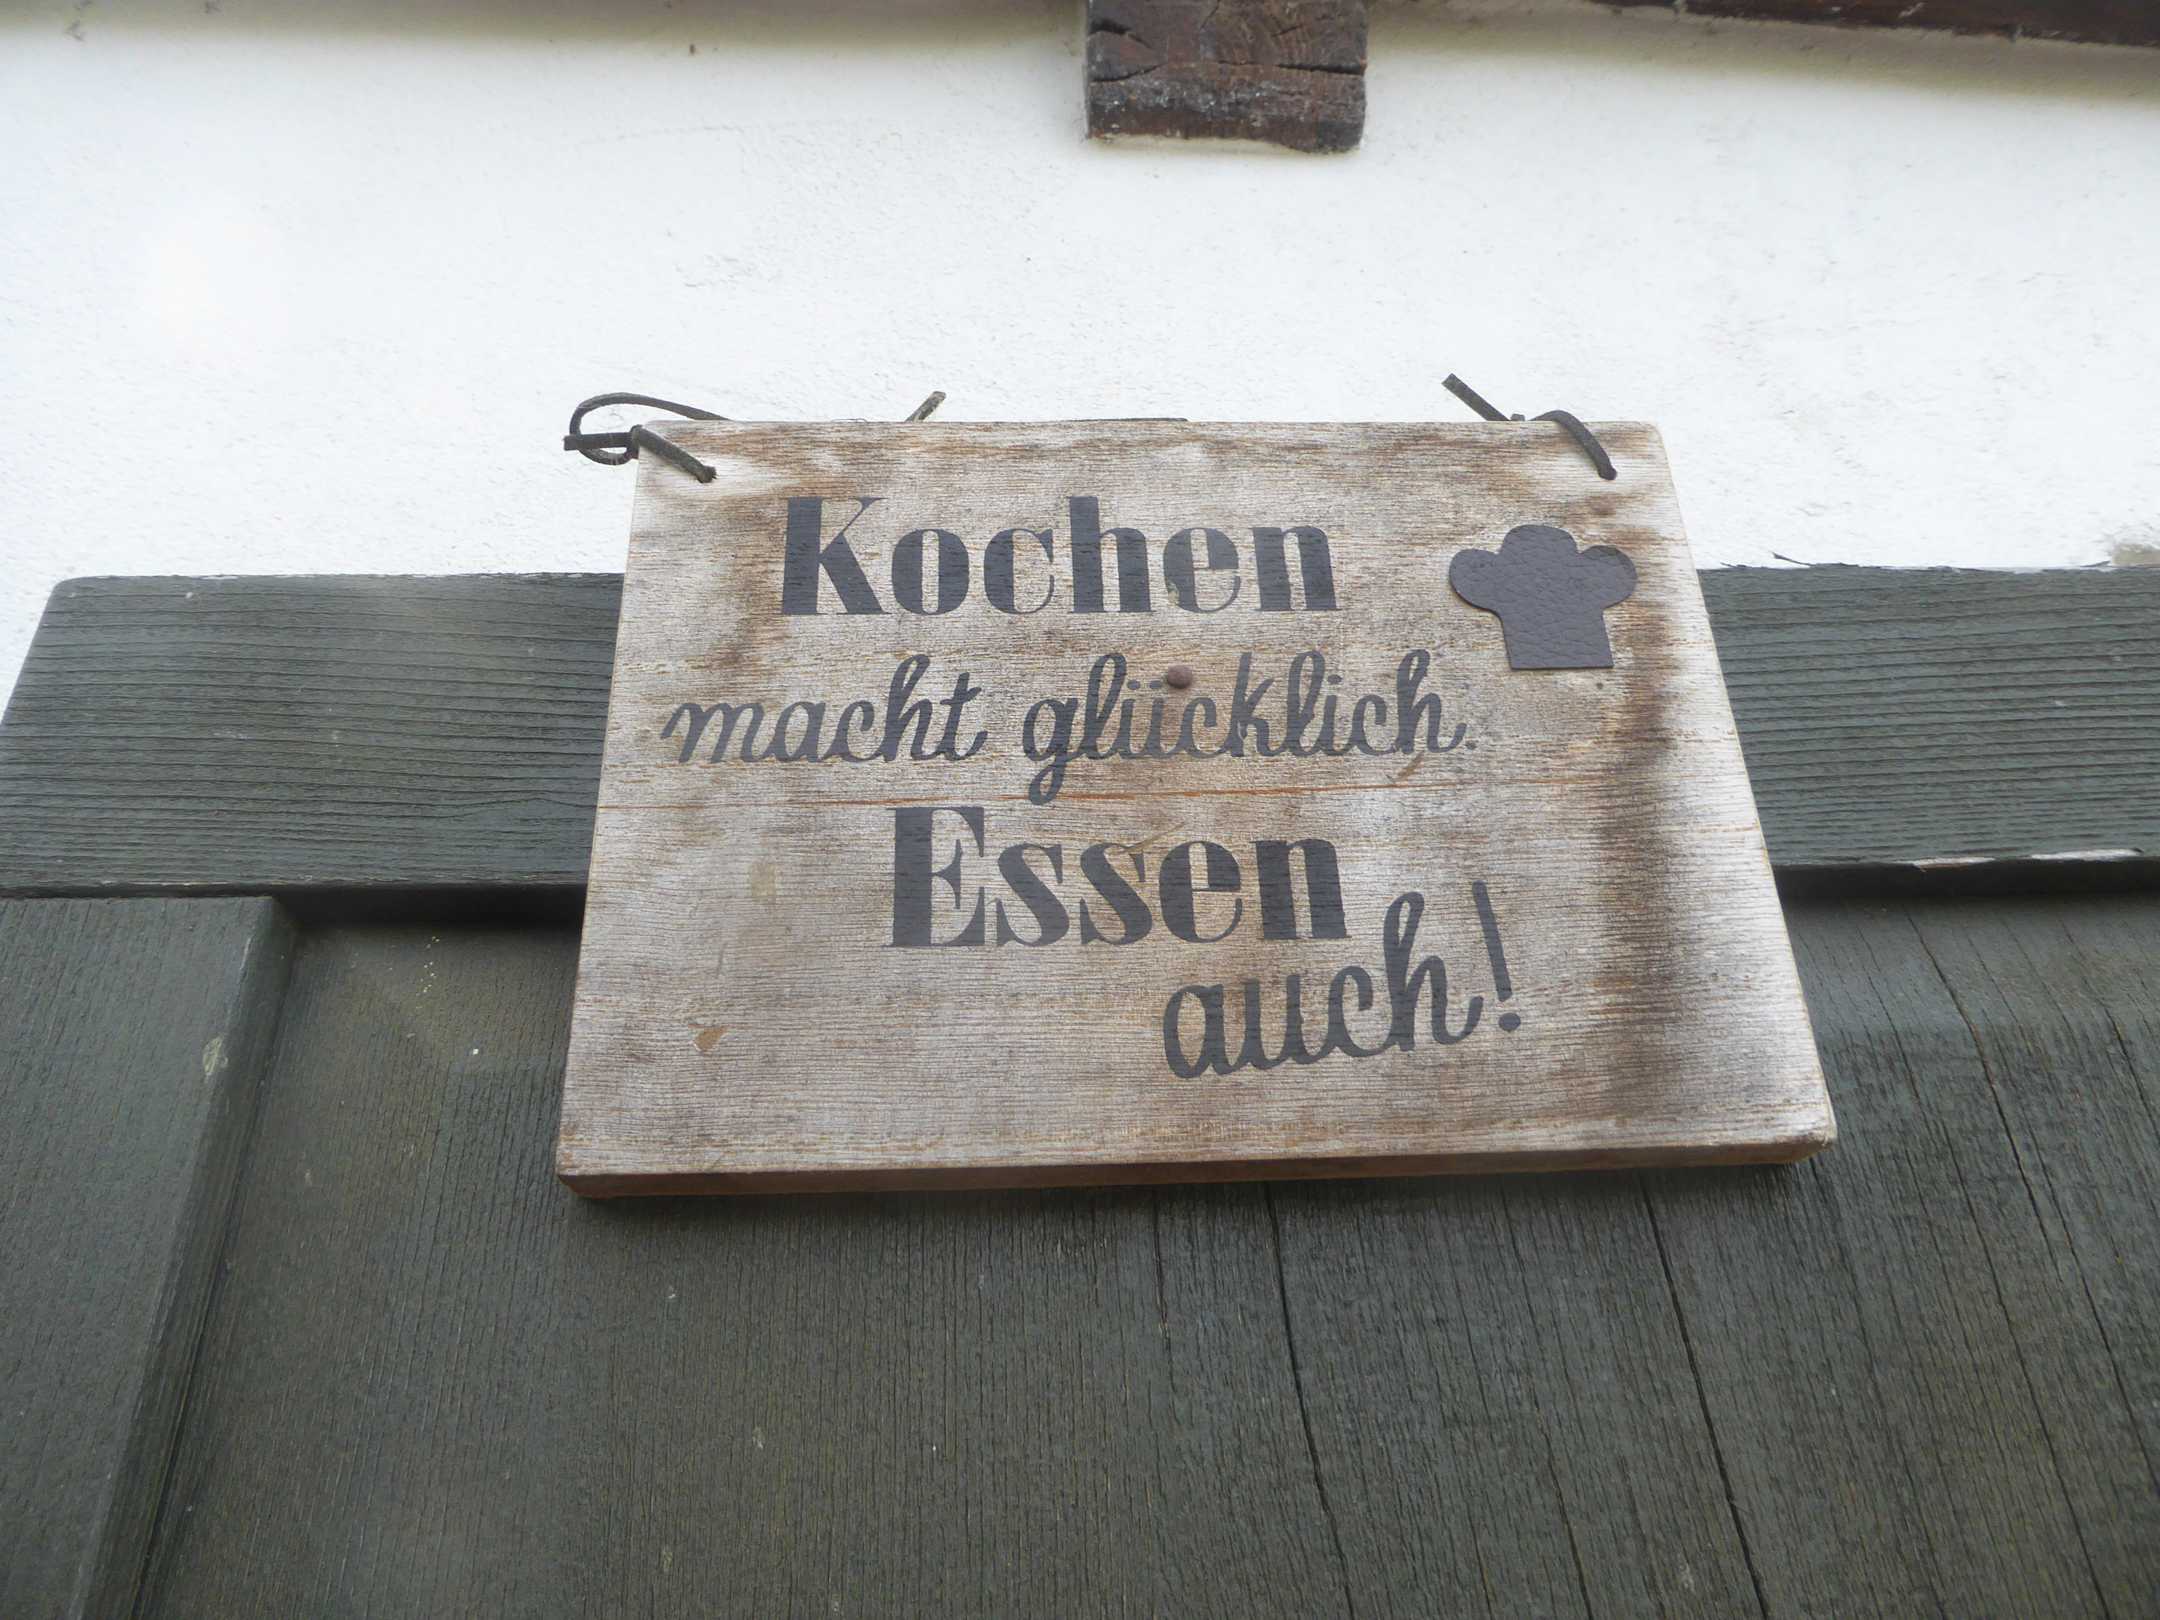 Kochen
macht glücklich.
Essen
auch!